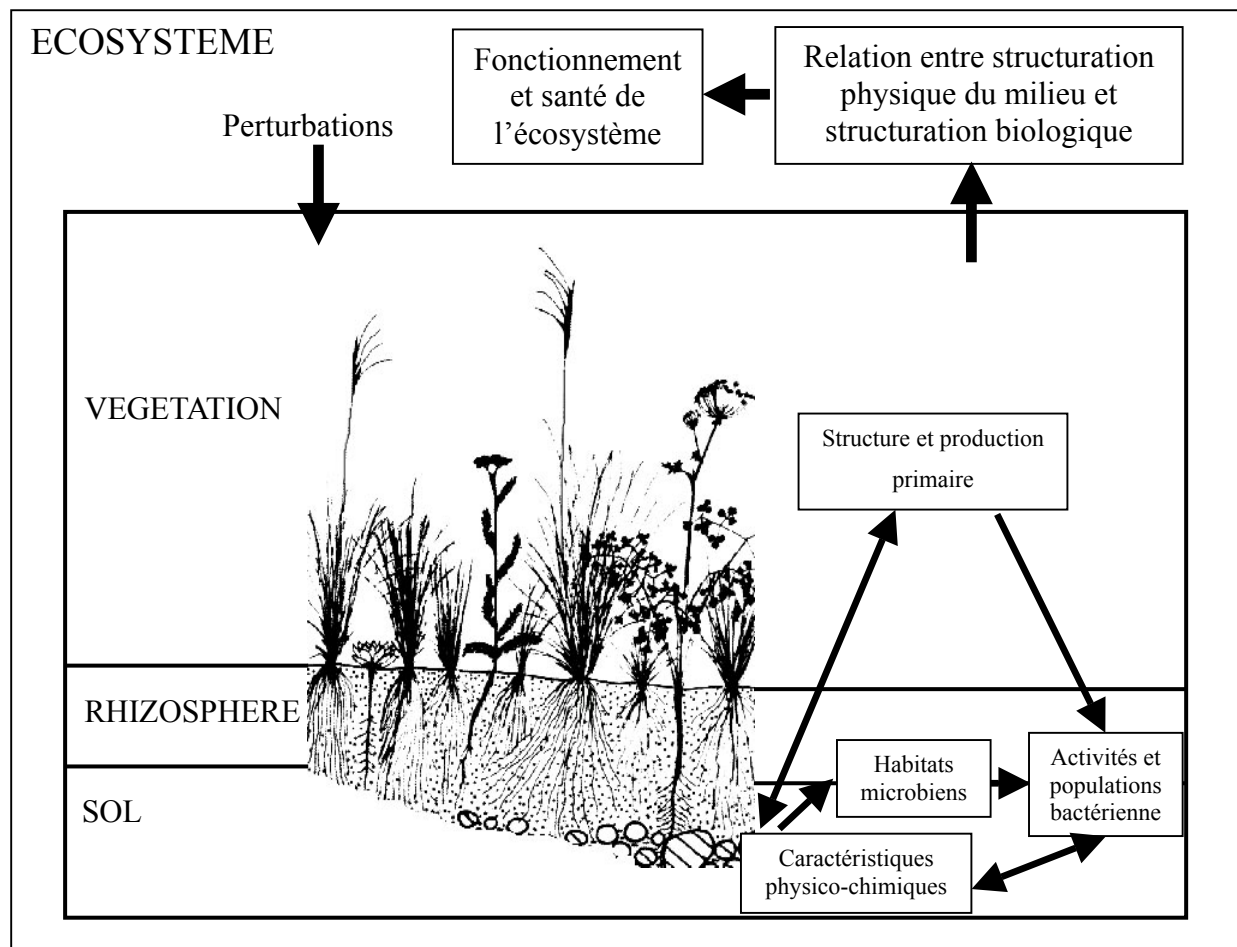 ECOSYSTEME
Fonctionnement
et santé de
l'écosystème
Relation entre structuration
physique du milieu et
structuration biologique
Perturbations
VEGETATION
Structure et production
primaire
RHIZOSPHERE
Habitats
microbiens
Activités et
populations
bactérienne
SOL
Caractéristiques
physico-chimiques